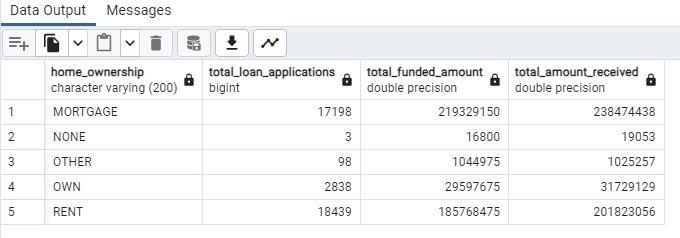 Data Output Messages
home_ownership total_loan_applications total_funded_amount total_amount_received
character varying (200) bigint double precision double precision
1 MORTGAGE 17198 219329150 238474438
2 NONE 3 16800 19053
3 OTHER 98 1044975 1025257
4 OWN 2838 29597675 31729129
5 RENT 18439 185768475 201823056